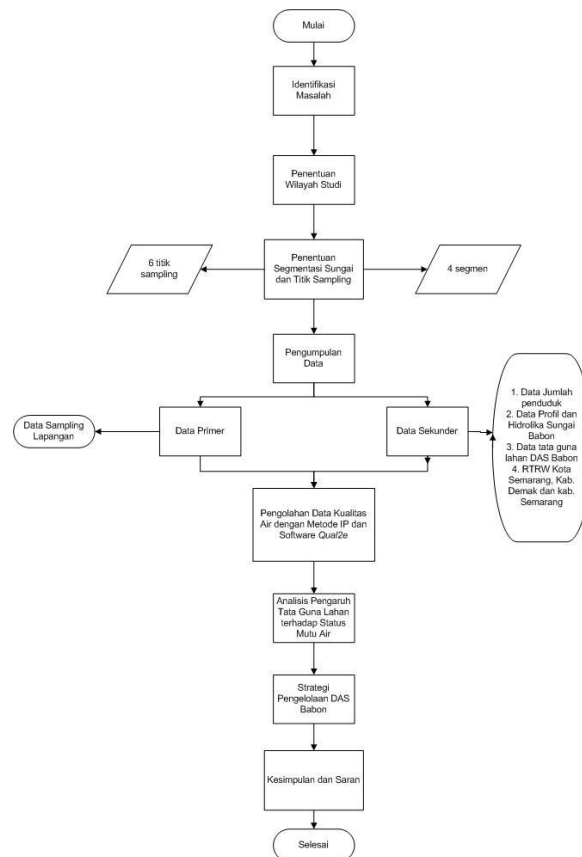 Mulai
Identifikasi
Masalah
Penentuan
Wilayah Studi
6 titik
sampling
Penentuan
Segmentasi Sungai
dan Titik Sampling
4 segmen
Pengumpulan
Data
Data Sampling
Lapangan
Data Primer
Data Sekunder
1. Data Jumlah
penduduk
2. Data Profil dan
Hidrolika Sungai
Babon
3. Data tata guna
lahan DAS Babon
4. RTRW Kota
Semarang, Kab.
Demak dan kab.
Semarang
Pengolahan Data Kualitas
Air dengan Metode IP dan
Software Qual2e
Analisis Pengaruh
Tata Guna Lahan
terhadap Status
Mutu Air
Strategi
Pengelolaan DAS
Babon
Kesimpulan dan Saran
Selesai